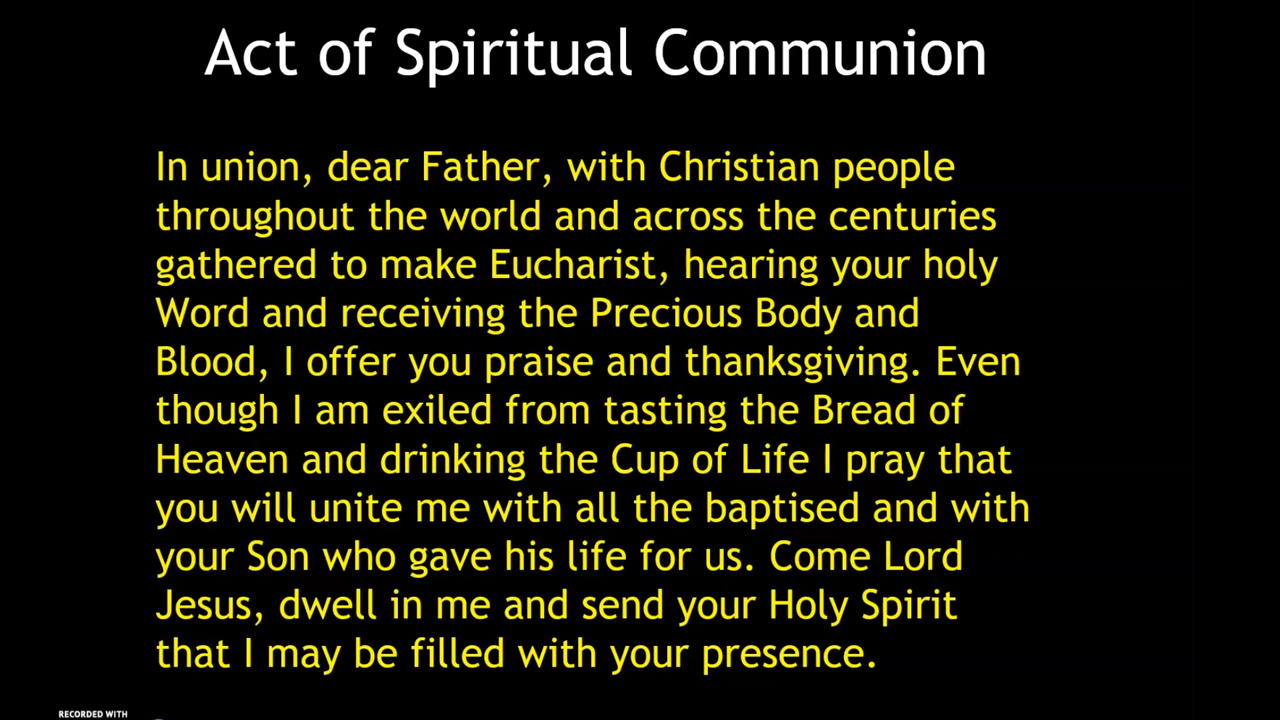 Act of Spiritual Communion
In union, dear Father, with Christian people
throughout the world and across the centuries
gathered to make Eucharist, hearing your holy
Word and receiving the Precious Body and
Blood, I offer you praise and thanksgiving. Even
though I am exiled from tasting the Bread of
Heaven and drinking the Cup of Life I pray that
you will unite me with all the baptised and with
your Son who gave his life for us. Come Lord
Jesus, dwell in me and send your Holy Spirit
that I may be filled with your presence.
RECORDED WITH